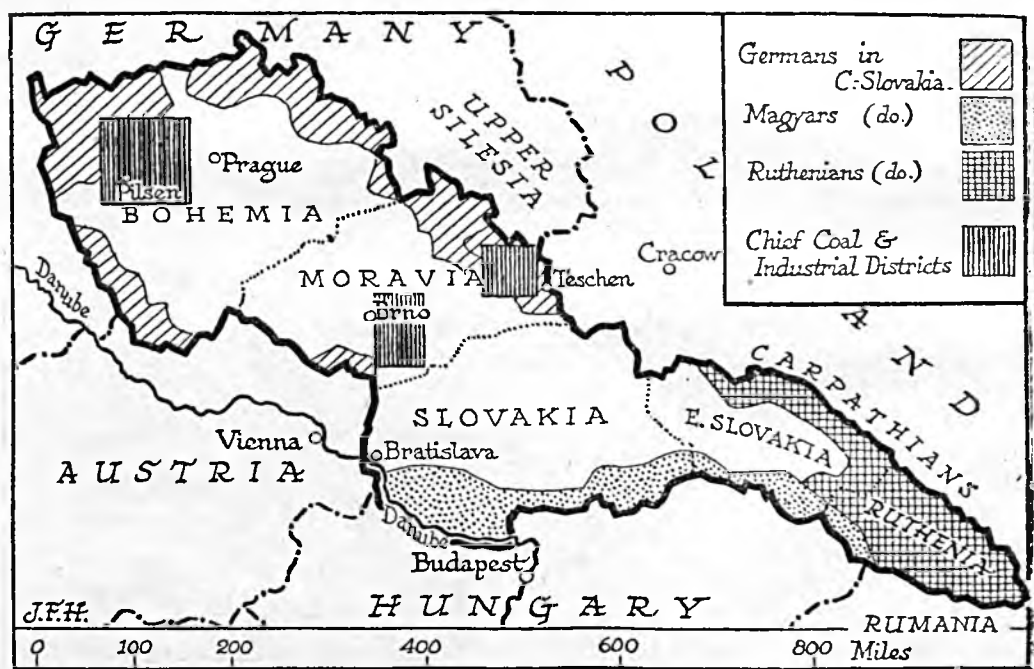 GERMANY
POLAND
UPPER
SILESIA
Germans in
C:Slovakia.
Magyars (do.)
Ruthenians (do.)
Chief Coal &
Industrial Districts
Prague
Pilsen
BOHEMIA
Cracow
MORAVIA
Teschen
Danube
Brno
CARPATHIANS
SLOVAKIA
E. SLOVAKIA
Vienna
Bratislava
AUSTRIA
RUTHENIA
Danube
Budapest
J.F.H.
HUNGARY
RUMANIA
0 200 400 600 800 Miles